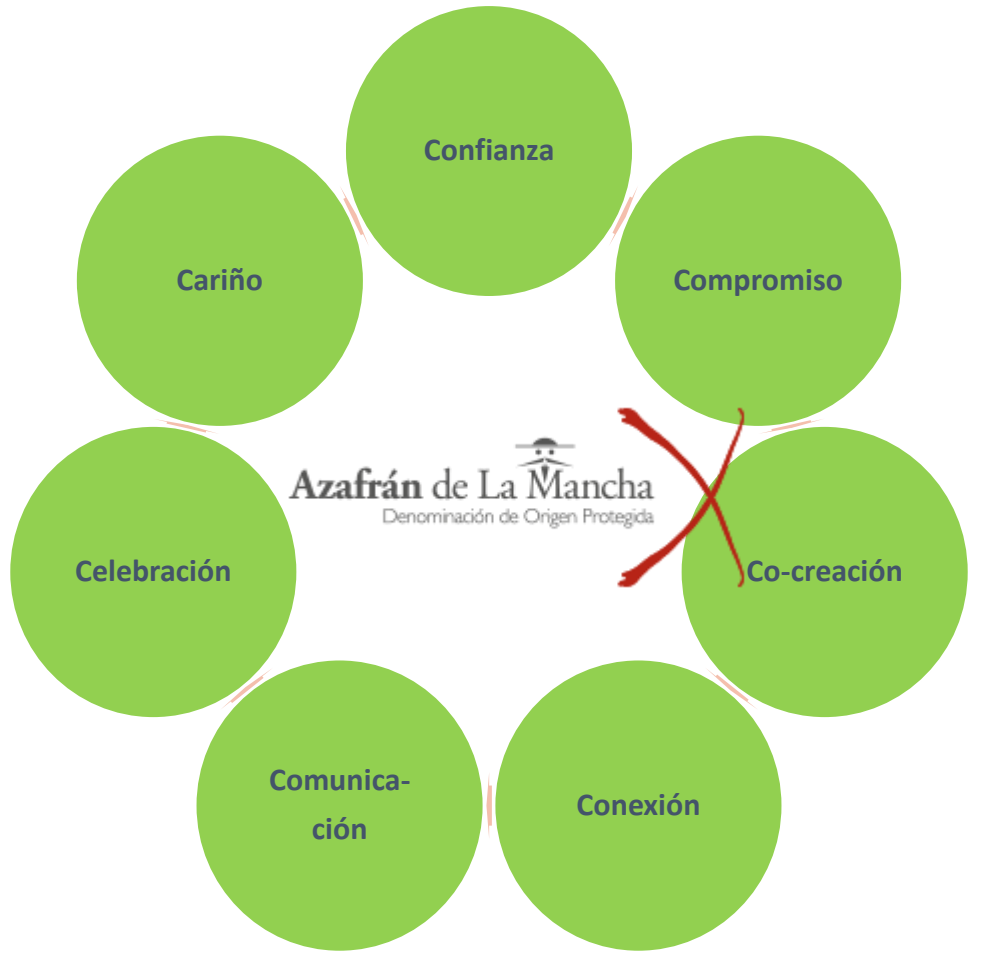 Confianza
Cariño
Compromiso
Azafrán de La Mancha
Denominación de Origen Protegida
Celebración
Co-creación
Comunica-
ción
Conexión